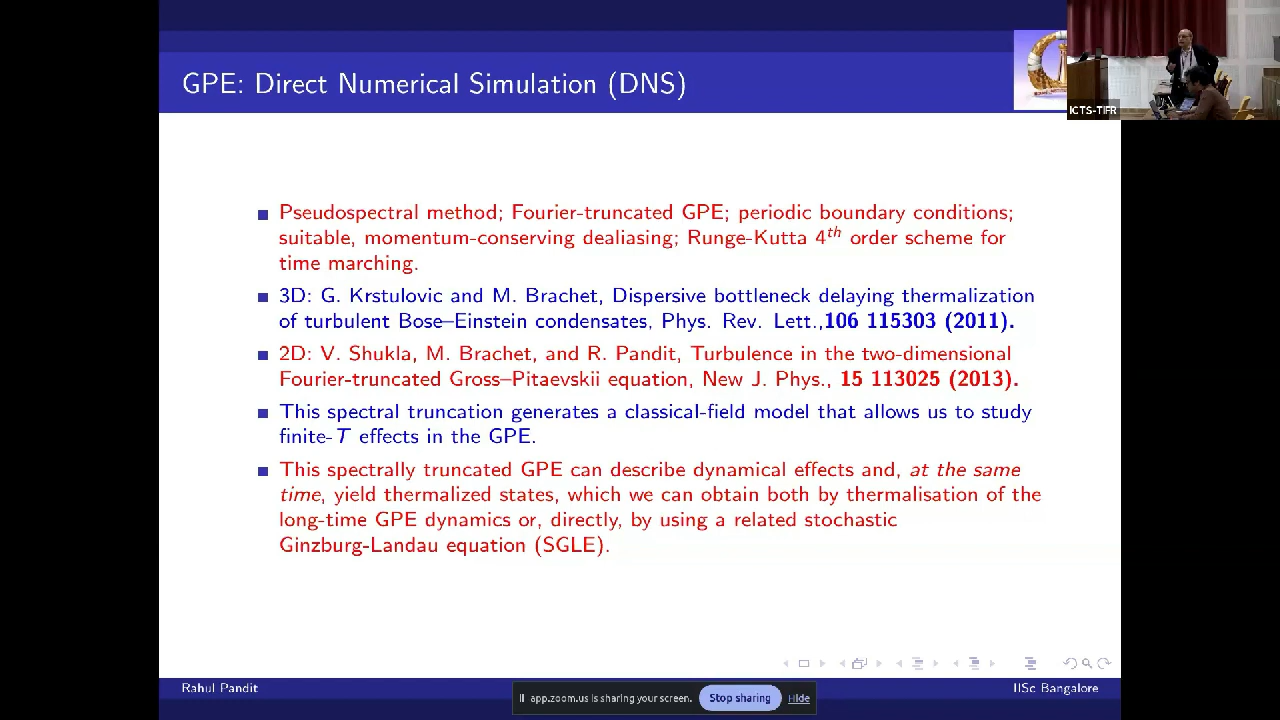 GPE: Direct Numerical Simulation (DNS)
ICTS-TIFR
Pseudospectral method; Fourier-truncated GPE; periodic boundary conditions;
suitable, momentum-conserving dealiasing; Runge-Kutta 4th order scheme for
time marching.
3D: G. Krstulovic and M. Brachet, Dispersive bottleneck delaying thermalization
of turbulent Bose–Einstein condensates, Phys. Rev. Lett.,106 115303 (2011).
2D: V. Shukla, M. Brachet, and R. Pandit, Turbulence in the two-dimensional
Fourier-truncated Gross–Pitaevskii equation, New J. Phys., 15 113025 (2013).
This spectral truncation generates a classical-field model that allows us to study
finite-T effects in the GPE.
This spectrally truncated GPE can describe dynamical effects and, at the same
time, yield thermalized states, which we can obtain both by thermalisation of the
long-time GPE dynamics or, directly, by using a related stochastic
Ginzburg-Landau equation (SGLE).
Rahul Pandit
IISc Bangalore
app.zoom.us is sharing your screen.
Stop sharing
Hide